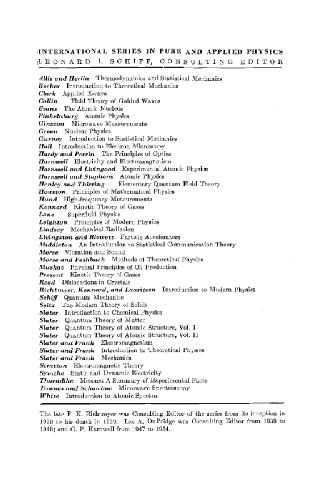 INTERNATIONAL SERIES IN PURE AND APPLIED PHYSICS
LEONARD I. SCHIFF, CONSULTING EDITOR
Allis and Herlin Thermodynamics and Statistical Mechanics
Becker Introduction to Theoretical Mechanics
Clark Applied X-rays
Collin Field Theory of Guided Waves
Evans The Atomic Nucleus
Finkelnburg Atomic Physics
Ginzton Microwave Measurements
Green Nuclear Physics
Gurney Introduction to Statistical Mechanics
Hall Introduction to Electron Microscopy
Hardy and Perrin The Principles of Optics
Harnwell Electricity and Electromagnetism
Harnwell and Livingood Experimental Atomic Physics
Harnwell and Stephens Atomic Physics
Henley and Thirring Elementary Quantum Field Theory
Houston Principles of Mathematical Physics
Hund High-frequency Measurements
Kennard Kinetic Theory of Gases
Lane Superfluid Physics
Leighton Principles of Modern Physics
Lindsay Mechanical Radiation
Livingston and Blewett Particle Accelerators
Middleton An Introduction to Statistical Communication Theory
Morse Vibration and Sound
Morse and Feshbach Methods of Theoretical Physics
Muskat Physical Principles of Oil Production
Present Kinetic Theory of Gases
Read Dislocations in Crystals
Richtmyer, Kennard, and Lauritsen Introduction to Modern Physics
Schiff Quantum Mechanics
Seitz The Modern Theory of Solids
Slater Introduction to Chemical Physics
Slater Quantum Theory of Matter
Slater Quantum Theory of Atomic Structure, Vol. I
Slater Quantum Theory of Atomic Structure, Vol. II
Slater and Frank Electromagnetism
Slater and Frank Introduction to Theoretical Physics
Slater and Frank Mechanics
Stratton Electromagnetic Theory
Smythe Static and Dynamic Electricity
Thorndike Mesons: A Summary of Experimental Facts
Townes and Schawlow Microwave Spectroscopy
White Introduction to Atomic Spectra
The late F. K. Richtmyer was Consulting Editor of the series from its inception in
1929 to his death in 1939. Lee A. DuBridge was Consulting Editor from 1939 to
1946; and G. P. Harnwell from 1947 to 1954.